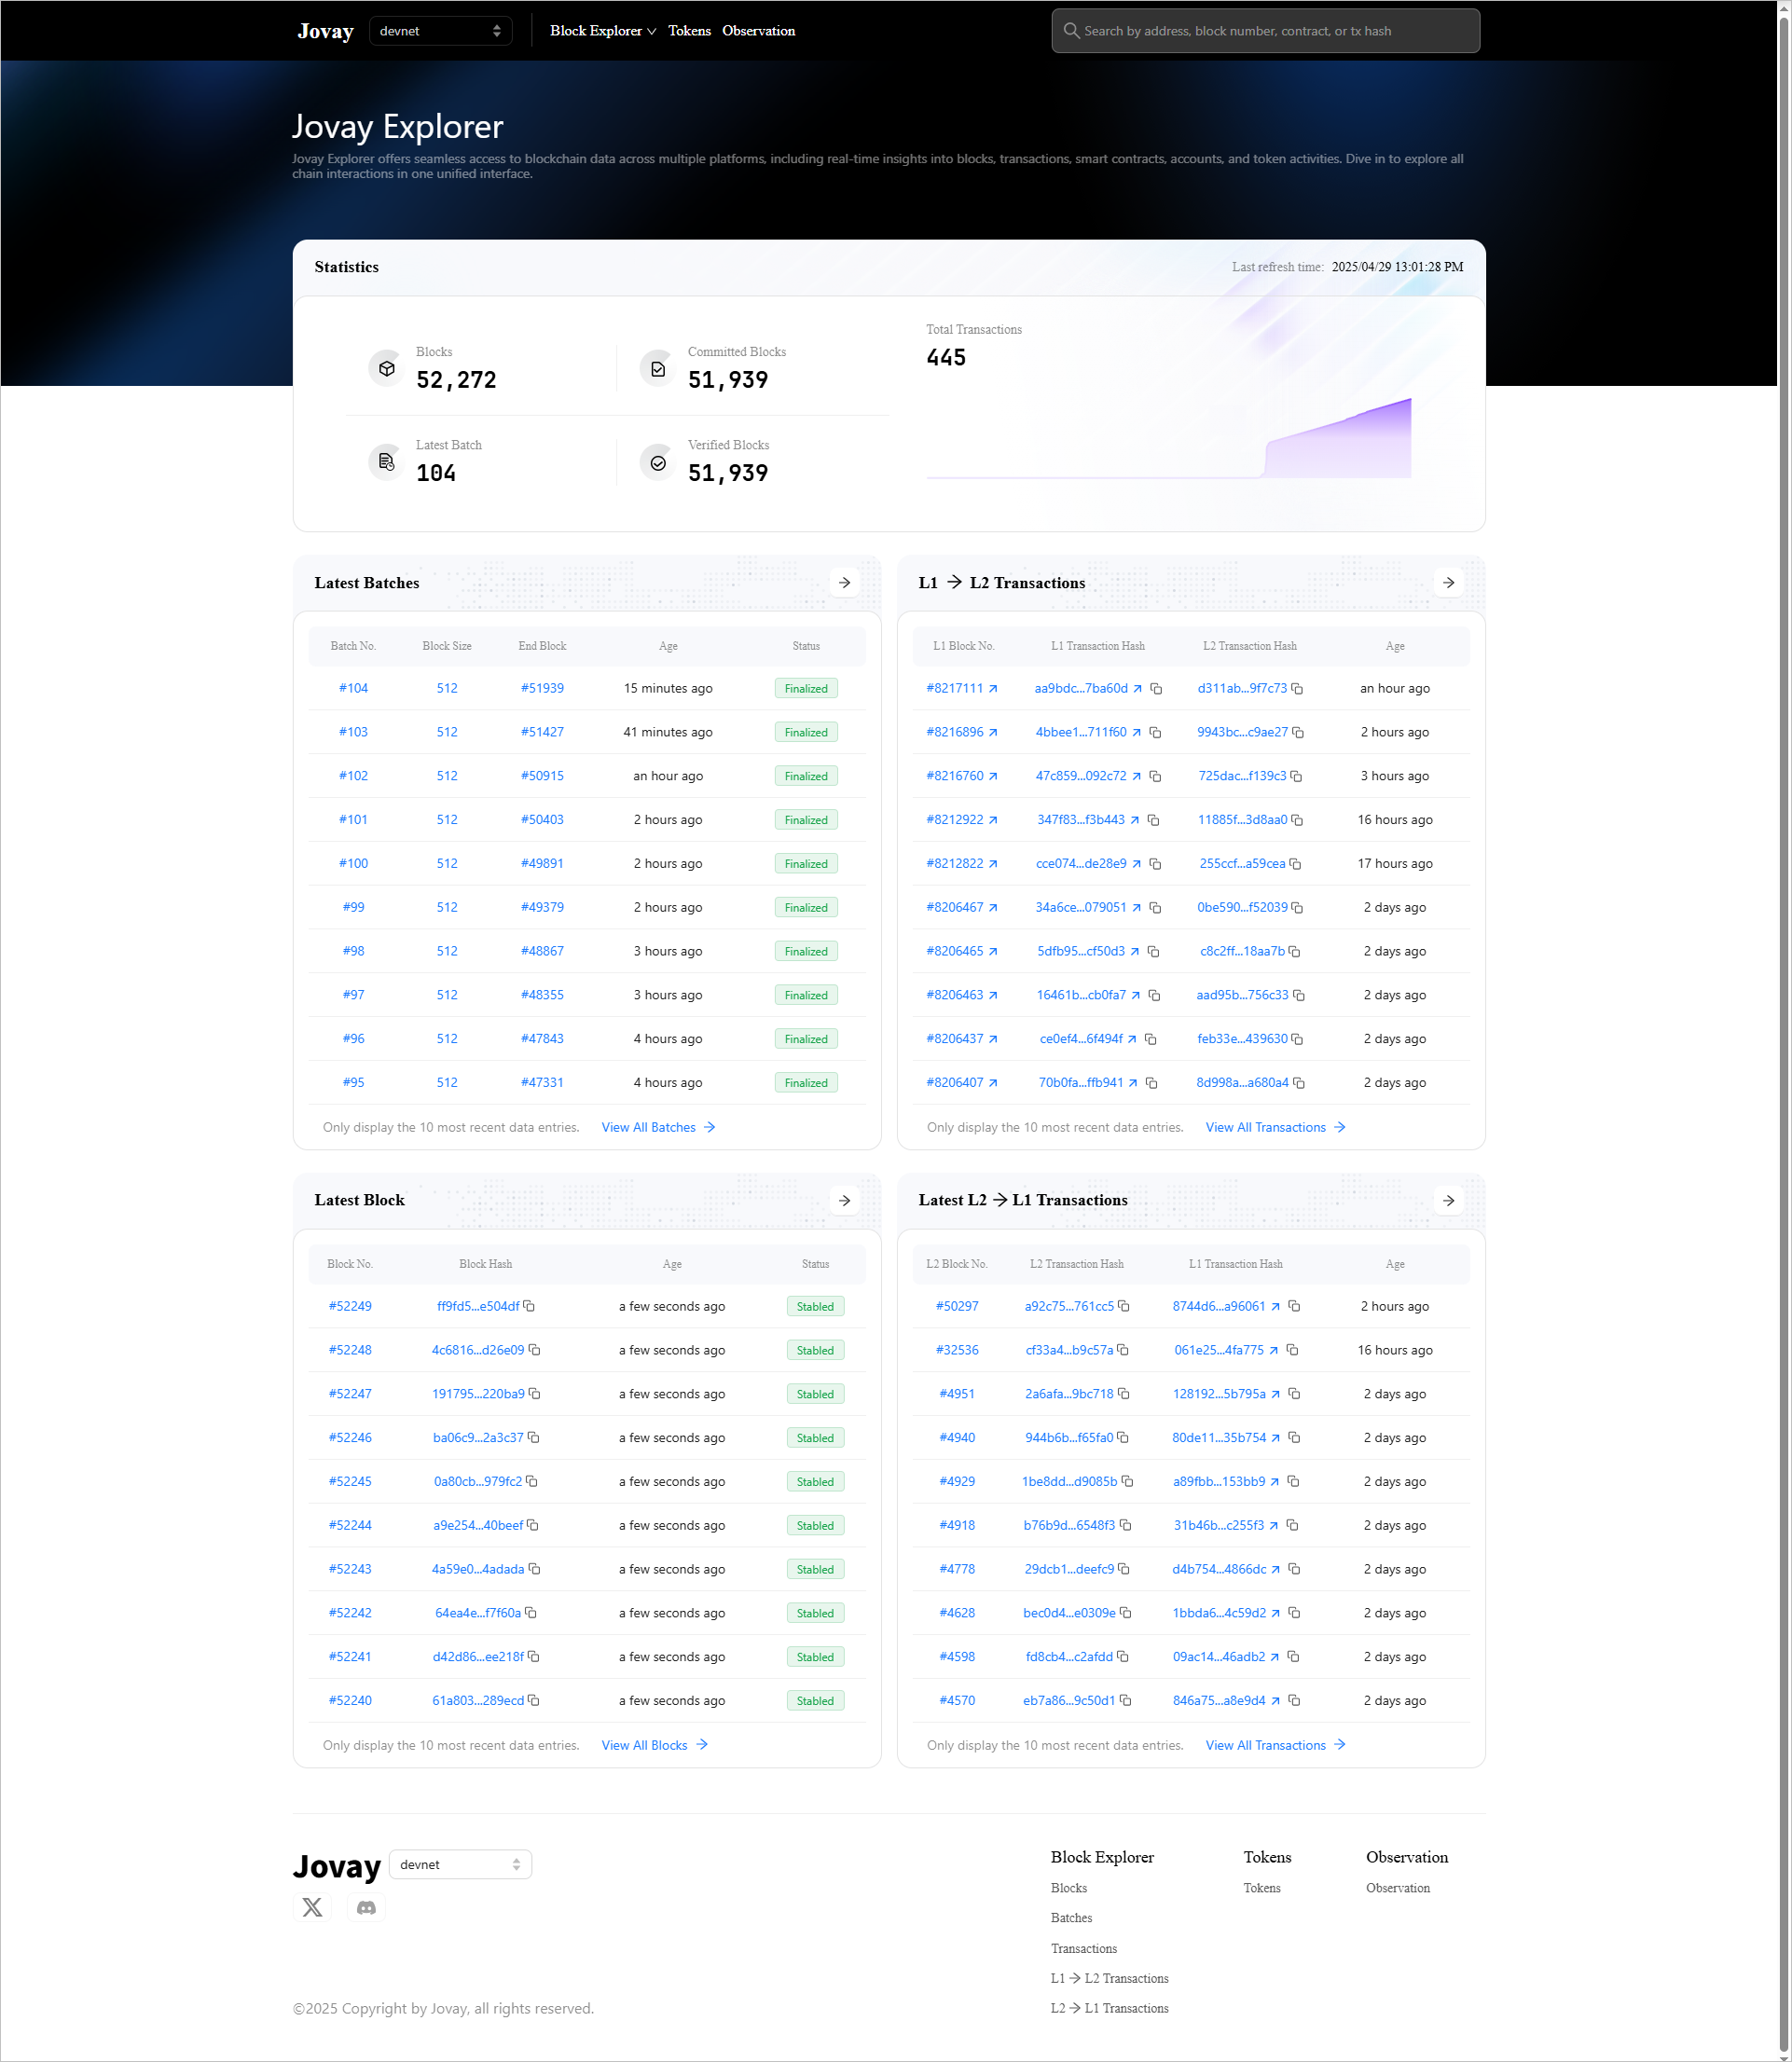 Jovay devnet Block Explorer Tokens Observation Search by address, block number, contract, or tx hash
Jovay Explorer
Jovay Explorer offers seamless access to blockchain data across multiple platforms, including real-time insights into blocks, transactions, smart contracts, accounts, and token activities. Dive in to explore all
chain interactions in one unified interface.
Statistics Last refresh time: 2025/04/29 13:01:28 PM
Total Transactions
445
Blocks Committed Blocks
52,272 51,939
Latest Batch Verified Blocks
104 51,939
Latest Batches
Batch No. Block Size End Block Age Status
#104 512 #51939 15 minutes ago Finalized
#103 512 #51427 41 minutes ago Finalized
#102 512 #50915 an hour ago Finalized
#101 512 #50403 2 hours ago Finalized
#100 512 #49891 2 hours ago Finalized
#99 512 #49379 2 hours ago Finalized
#98 512 #48867 3 hours ago Finalized
#97 512 #48355 3 hours ago Finalized
#96 512 #47843 4 hours ago Finalized
#95 512 #47331 4 hours ago Finalized
Only display the 10 most recent data entries. View All Batches →
L1 → L2 Transactions
L1 Block No. L1 Transaction Hash L2 Transaction Hash Age
#8217111 aa9bdc...7ba60d d311ab...9f7c73 an hour ago
#8216896 4bbee1...711f60 9943bc...c9ae27 2 hours ago
#8216760 47c859...092c72 725dac...f139c3 3 hours ago
#8212922 347f83...f3b443 11885f...3d8aa0 16 hours ago
#8212822 cce074...de28e9 255ccf...a59cea 17 hours ago
#8206467 34a6ce...079051 0be590...f52039 2 days ago
#8206465 5dfb95...cf50d3 c8c2ff...18aa7b 2 days ago
#8206463 16461b...cb0fa7 aad95b...756c33 2 days ago
#8206437 ce0ef4...6f494f feb33e...439630 2 days ago
#8206407 70b0fa...ffb941 8d998a...a680a4 2 days ago
Only display the 10 most recent data entries. View All Transactions →
Latest Block
Block No. Block Hash Age Status
#52249 ff9fd5...e504df a few seconds ago Stabled
#52248 4c6816...d26e09 a few seconds ago Stabled
#52247 191795...220ba9 a few seconds ago Stabled
#52246 ba06c9...2a3c37 a few seconds ago Stabled
#52245 0a80cb...979fc2 a few seconds ago Stabled
#52244 a9e254...40beef a few seconds ago Stabled
#52243 4a59e0...4adada a few seconds ago Stabled
#52242 64ea4e...f7f60a a few seconds ago Stabled
#52241 d42d86...ee218f a few seconds ago Stabled
#52240 61a803...289ecd a few seconds ago Stabled
Only display the 10 most recent data entries. View All Blocks →
Latest L2 → L1 Transactions
L2 Block No. L2 Transaction Hash L1 Transaction Hash Age
#50297 a92c75...761cc5 8744d6...a96061 2 hours ago
#32536 cf33a4...b9c57a 061e25...4fa775 16 hours ago
#4951 2a6afa...9bc718 128192...5b795a 2 days ago
#4940 944b6b...f65fa0 80de11...35b754 2 days ago
#4929 1be8dd...d9085b a89fbb...153bb9 2 days ago
#4918 b76b9d...6548f3 31b46b...c255f3 2 days ago
#4778 29dcb1...deefc9 d4b754...4866dc 2 days ago
#4628 bec0d4...e0309e 1bbda6...4c59d2 2 days ago
#4598 fd8cb4...c2afdd 09ac14...46adb2 2 days ago
#4570 eb7a86...9c50d1 846a75...a8e9d4 2 days ago
Only display the 10 most recent data entries. View All Transactions →
Jovay devnet
Block Explorer
Blocks
Batches
Transactions
L1 → L2 Transactions
L2 → L1 Transactions
Tokens
Tokens
Observation
Observation
©2025 Copyright by Jovay, all rights reserved.